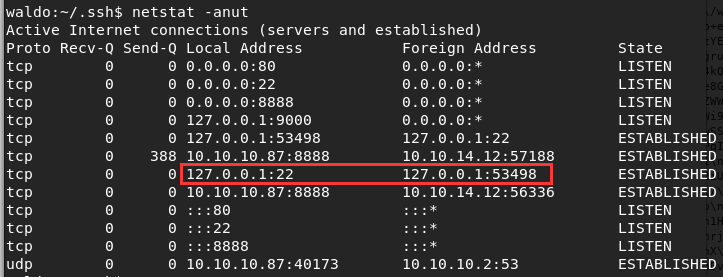 waldo:~/.ssh$ netstat -anut
Active Internet connections (servers and established)
Proto Recv-Q Send-Q Local Address           Foreign Address         State
tcp        0      0 0.0.0.0:80              0.0.0.0:*               LISTEN
tcp        0      0 0.0.0.0:22              0.0.0.0:*               LISTEN
tcp        0      0 0.0.0.0:8888            0.0.0.0:*               LISTEN
tcp        0      0 127.0.0.1:9000          0.0.0.0:*               LISTEN
tcp        0      0 127.0.0.1:53498         127.0.0.1:22            ESTABLISHED
tcp        0    388 10.10.10.87:8888        10.10.14.12:57188       ESTABLISHED
tcp        0      0 127.0.0.1:22            127.0.0.1:53498         ESTABLISHED
tcp        0      0 10.10.10.87:8888        10.10.14.12:56336       ESTABLISHED
tcp        0      0 :::80                   :::*                    LISTEN
tcp        0      0 :::22                   :::*                    LISTEN
tcp        0      0 :::8888                 :::*                    LISTEN
udp        0      0 10.10.10.87:40173       10.10.10.2:53           ESTABLISHED